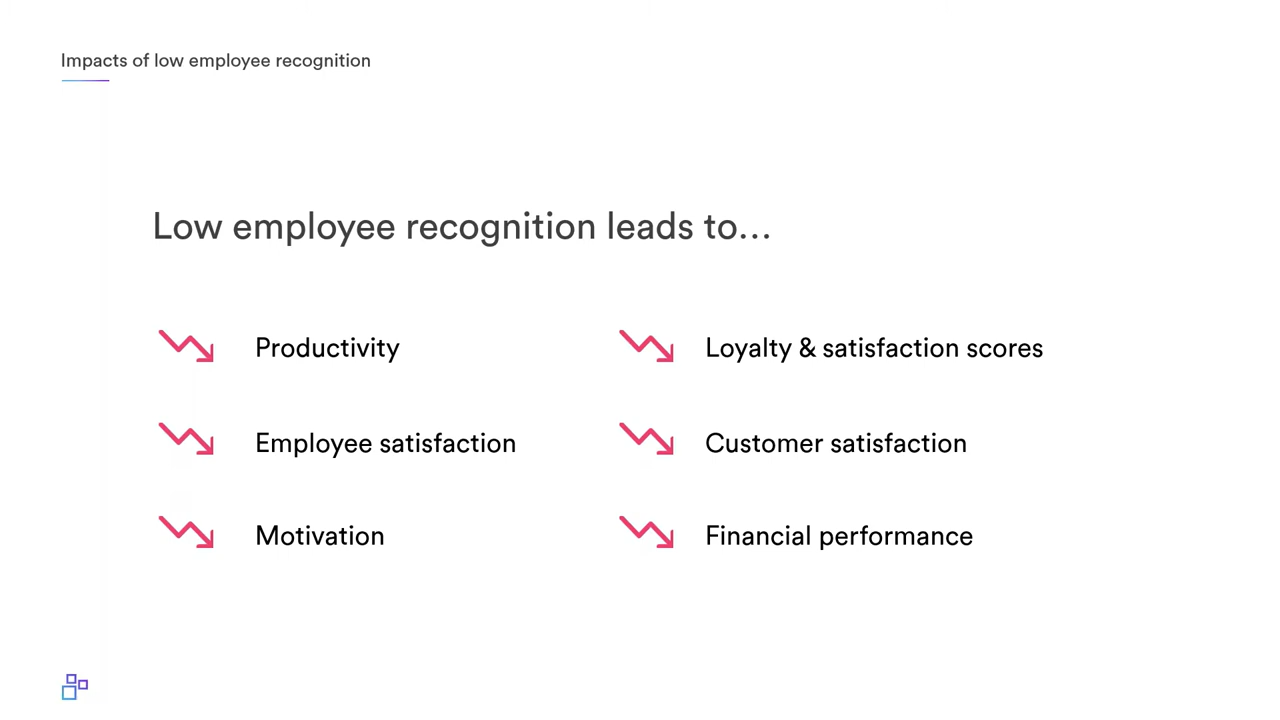 Impacts of low employee recognition
Low employee recognition leads to...
Productivity
Loyalty & satisfaction scores
Employee satisfaction
Customer satisfaction
Motivation
Financial performance